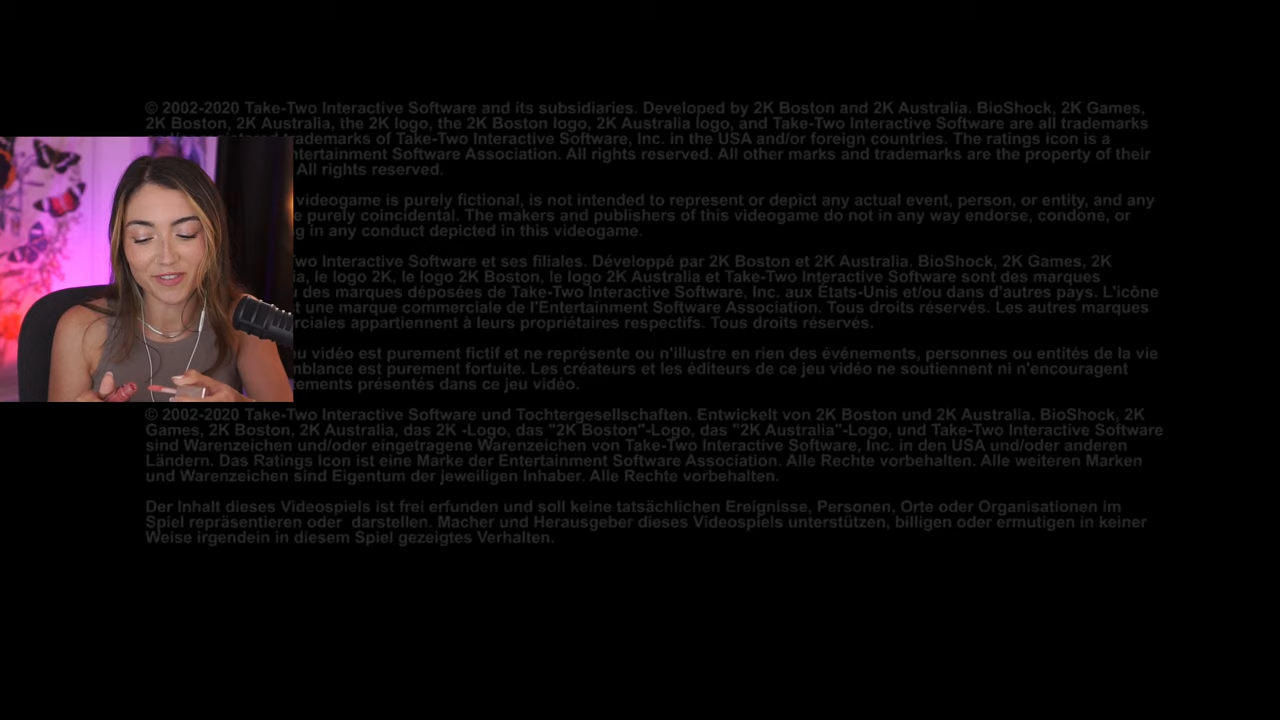 © 2002-2020 Take-Two Interactive Software and its subsidiaries. Developed by 2K Boston and 2K Australia. BioShock, 2K Games,
2K Boston, 2K Australia, the 2K logo, the 2K Boston logo, 2K Australia logo, and Take-Two Interactive Software are all trademarks
trademarks of Take-Two Interactive Software, Inc. in the USA and/or foreign countries. The ratings icon is a
Entertainment Software Association. All rights reserved. All other marks and trademarks are the property of their
All rights reserved.
videogame is purely fictional, is not intended to represent or depict any actual event, person, or entity, and any
purely coincidental. The makers and publishers of this videogame do not in any way endorse, condone, or
in any conduct depicted in this videogame.
Interactive Software et ses filiales. Développé par 2K Boston et 2K Australia. BioShock, 2K Games, 2K
le logo 2K, le logo 2K Boston, le logo 2K Australia et Take-Two Interactive Software sont des marques
des marques déposées de Take-Two Interactive Software, Inc. aux États-Unis et/ou dans d'autres pays. L'icône
une marque commerciale de l'Entertainment Software Association. Tous droits réservés. Les autres marques
appartiennent à leurs propriétaires respectifs. Tous droits réservés.
vidéo est purement fictif et ne représente ou n'illustre en rien des événements, personnes ou entités de la vie
est purement fortuite. Les créateurs et les éditeurs de ce jeu vidéo ne soutiennent ni n'encouragent
présentés dans ce jeu vidéo.
© 2002-2020 Take-Two Interactive Software und Tochtergesellschaften. Entwickelt von 2K Boston und 2K Australia. BioShock, 2K
Games, 2K Boston, 2K Australia, das 2K -Logo, das "2K Boston"-Logo, das "2K Australia"-Logo, und Take-Two Interactive Software
sind Warenzeichen und/oder eingetragene Warenzeichen von Take-Two Interactive Software, Inc. in den USA und/oder anderen
Ländern. Das Ratings Icon ist eine Marke der Entertainment Software Association. Alle Rechte vorbehalten. Alle weiteren Marken
und Warenzeichen sind Eigentum der jeweiligen Inhaber. Alle Rechte vorbehalten.
Der Inhalt dieses Videospiels ist frei erfunden und soll keine tatsächlichen Ereignisse, Personen, Orte oder Organisationen im
Spiel repräsentieren oder  darstellen. Macher und Herausgeber dieses Videospiels unterstützen, billigen oder ermutigen in keiner
Weise irgendein in diesem Spiel gezeigtes Verhalten.